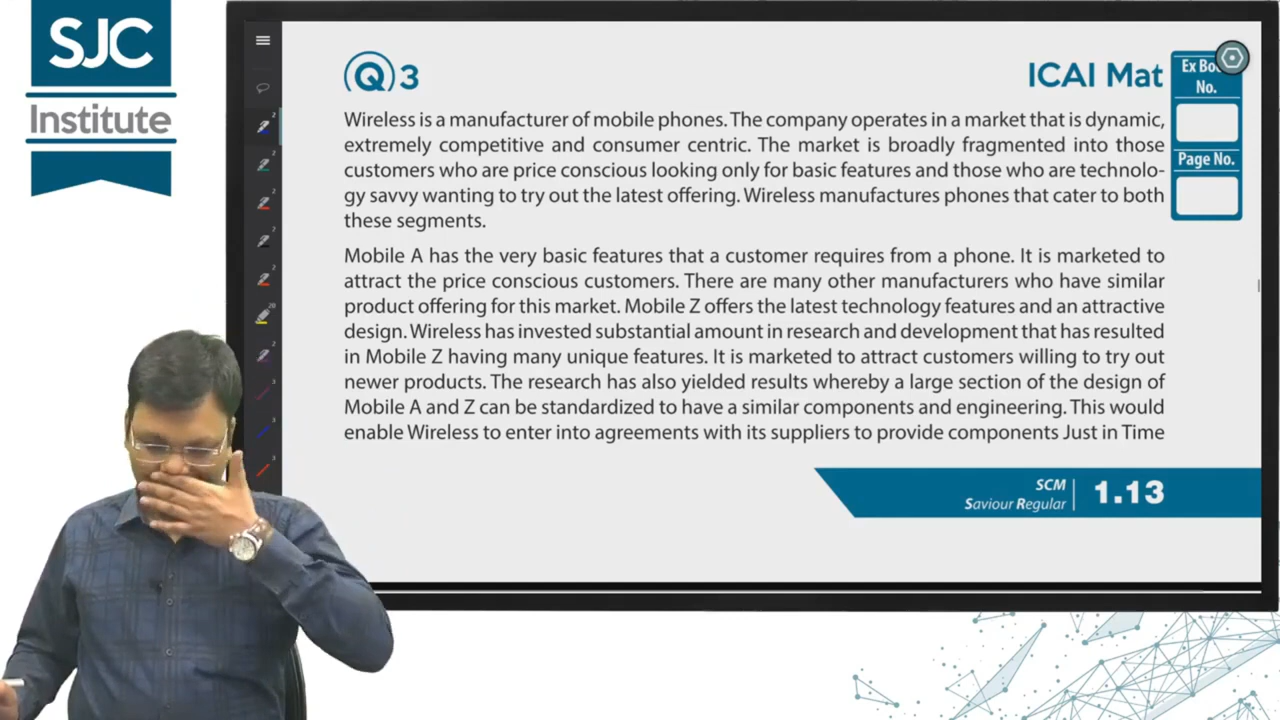 SJC
Institute
Q 3
ICAI Mat
No.
Page No.
Wireless is a manufacturer of mobile phones. The company operates in a market that is dynamic,
extremely competitive and consumer centric. The market is broadly fragmented into those
customers who are price conscious looking only for basic features and those who are technolo-
gy savvy wanting to try out the latest offering. Wireless manufactures phones that cater to both
these segments.
Mobile A has the very basic features that a customer requires from a phone. It is marketed to
attract the price conscious customers. There are many other manufacturers who have similar
product offering for this market. Mobile Z offers the latest technology features and an attractive
design. Wireless has invested substantial amount in research and development that has resulted
in Mobile Z having many unique features. It is marketed to attract customers willing to try out
newer products. The research has also yielded results whereby a large section of the design of
Mobile A and Z can be standardized to have a similar components and engineering. This would
enable Wireless to enter into agreements with its suppliers to provide components Just in Time
SCM
Saviour Regular
1.13